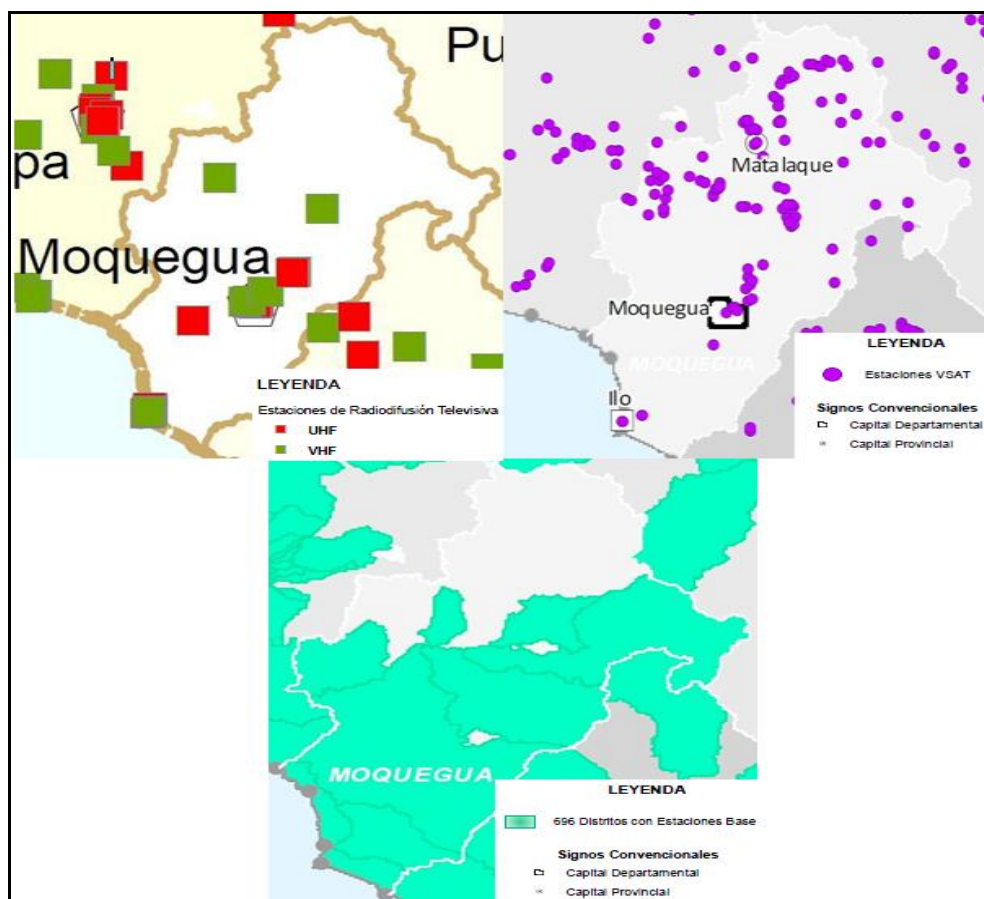 Pu
pa
Moquegua
LEYENDA
Estaciones de Radiodifusión Televisiva
UHF
VHF
Matalaque
Moquegua
MOQUEGUA
Ilo
LEYENDA
Estaciones VSAT
Signos Convencionales
Capital Departamental
Capital Provincial
MOQUEGUA
LEYENDA
696 Distritos con Estaciones Base
Signos Convencionales
Capital Departamental
Capital Provincial